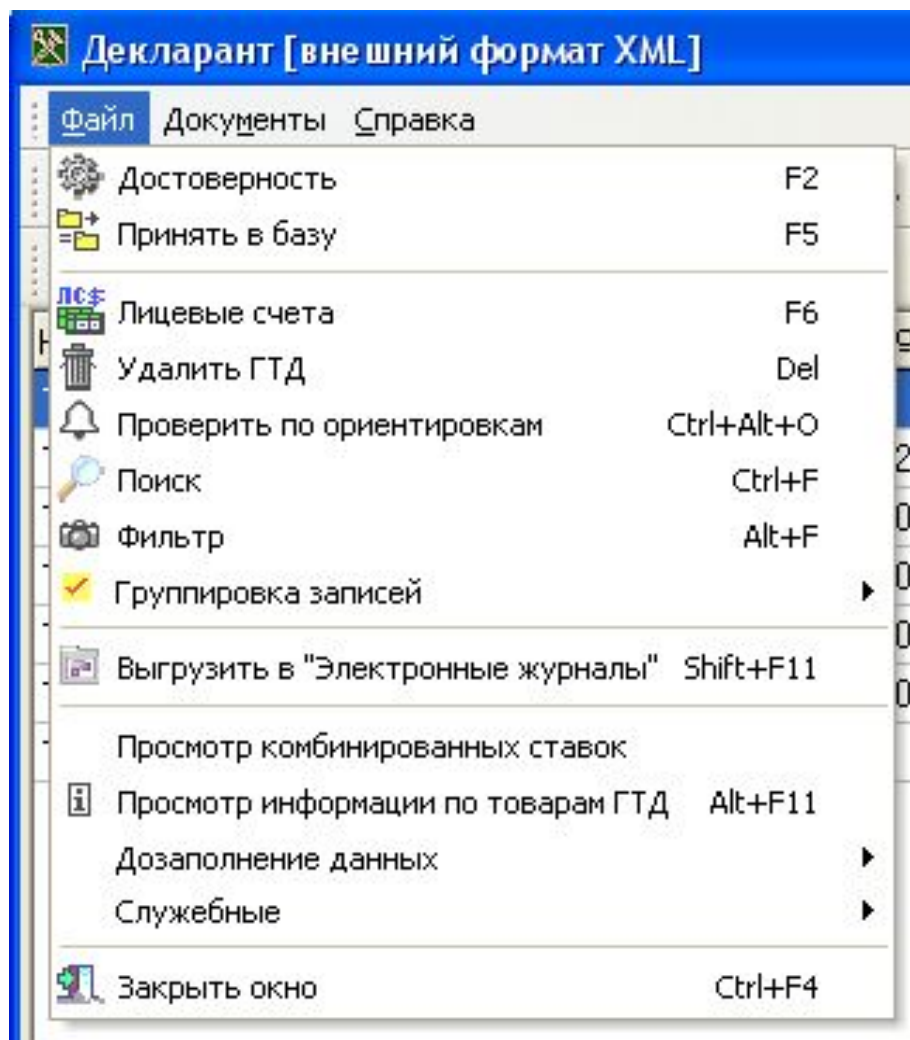 Декларант [внешний формат XML]
Файл Документы Справка
Достоверность F2
Принять в базу F5
ЛС$
Лицевые счета F6
Удалить ГТД Del
Проверить по ориентировкам Ctrl+Alt+O
Поиск Ctrl+F
Фильтр Alt+F
Группировка записей
Выгрузить в "Электронные журналы" Shift+F11
Просмотр комбинированных ставок
Просмотр информации по товарам ГТД Alt+F11
Дозаполнение данных
Служебные
Закрыть окно Ctrl+F4